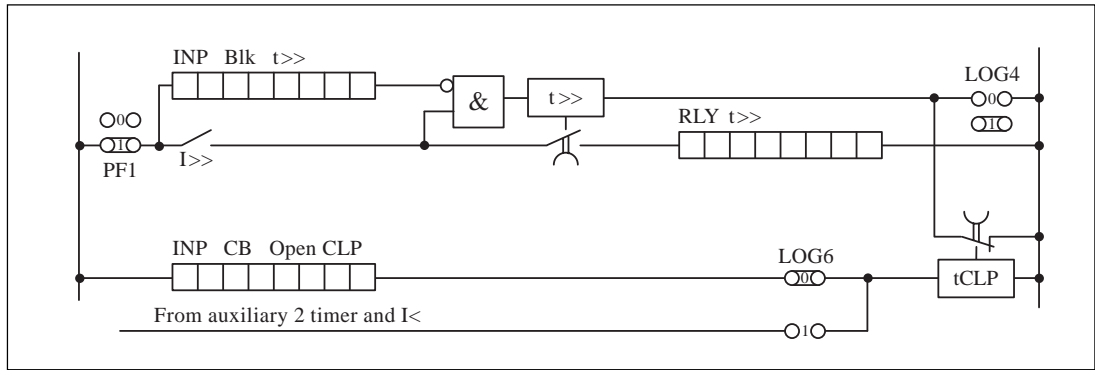 INP Blk t>>
LOG4
0
&
t>>
0
1
RLY t>>
1
I>>
PF1
INP CB Open CLP
LOG6
0
tCLP
From auxiliary 2 timer and I<
1